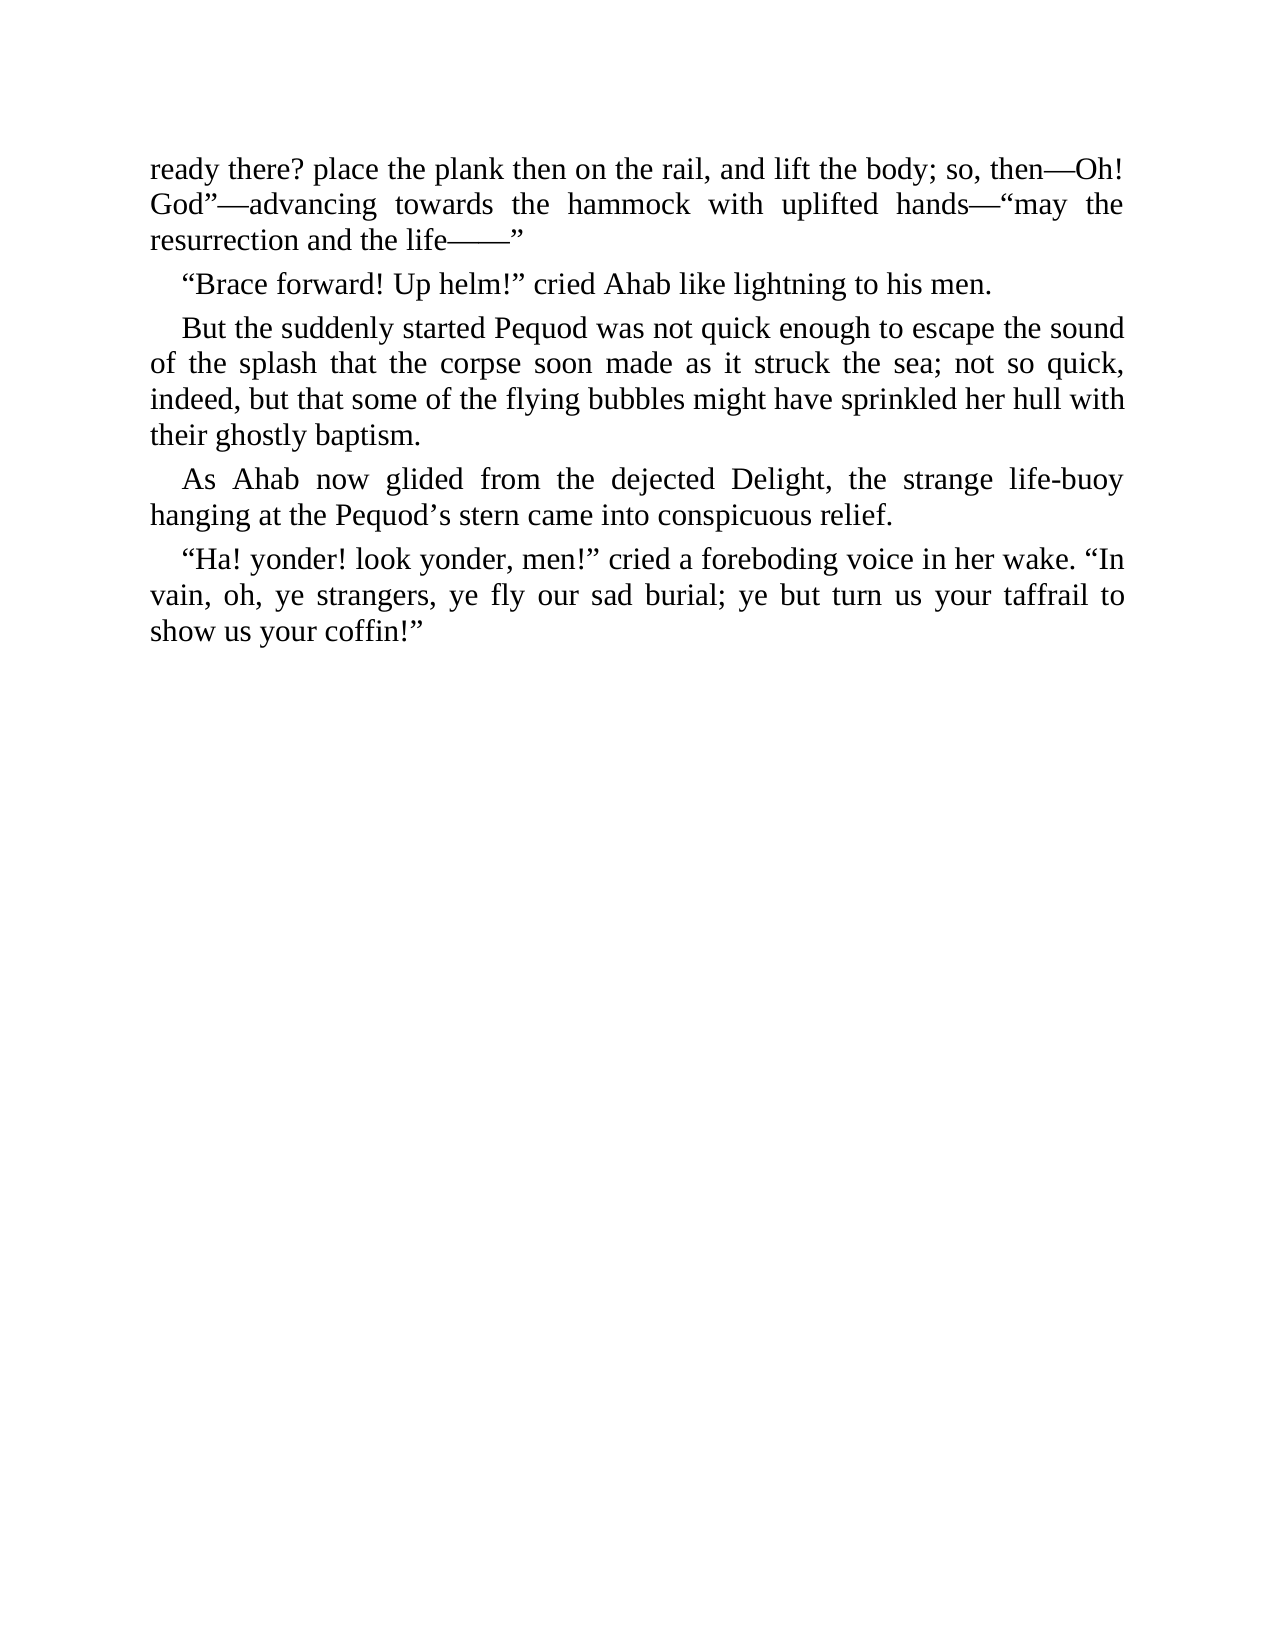 ready there? place the plank then on the rail, and lift the body; so, then—Oh!
God”—advancing towards the hammock with uplifted hands—“may the
resurrection and the life——”
“Brace forward! Up helm!” cried Ahab like lightning to his men.
But the suddenly started Pequod was not quick enough to escape the sound
of the splash that the corpse soon made as it struck the sea; not so quick,
indeed, but that some of the flying bubbles might have sprinkled her hull with
their ghostly baptism.
As Ahab now glided from the dejected Delight, the strange life-buoy
hanging at the Pequod’s stern came into conspicuous relief.
“Ha! yonder! look yonder, men!” cried a foreboding voice in her wake. “In
vain, oh, ye strangers, ye fly our sad burial; ye but turn us your taffrail to
show us your coffin!”